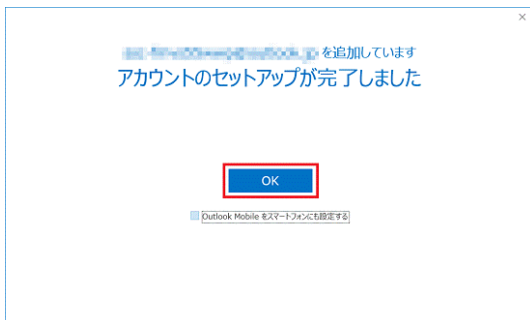 を追加しています
アカウントのセットアップが完了しました
OK
Outlook Mobile をスマートフォンにも設定する